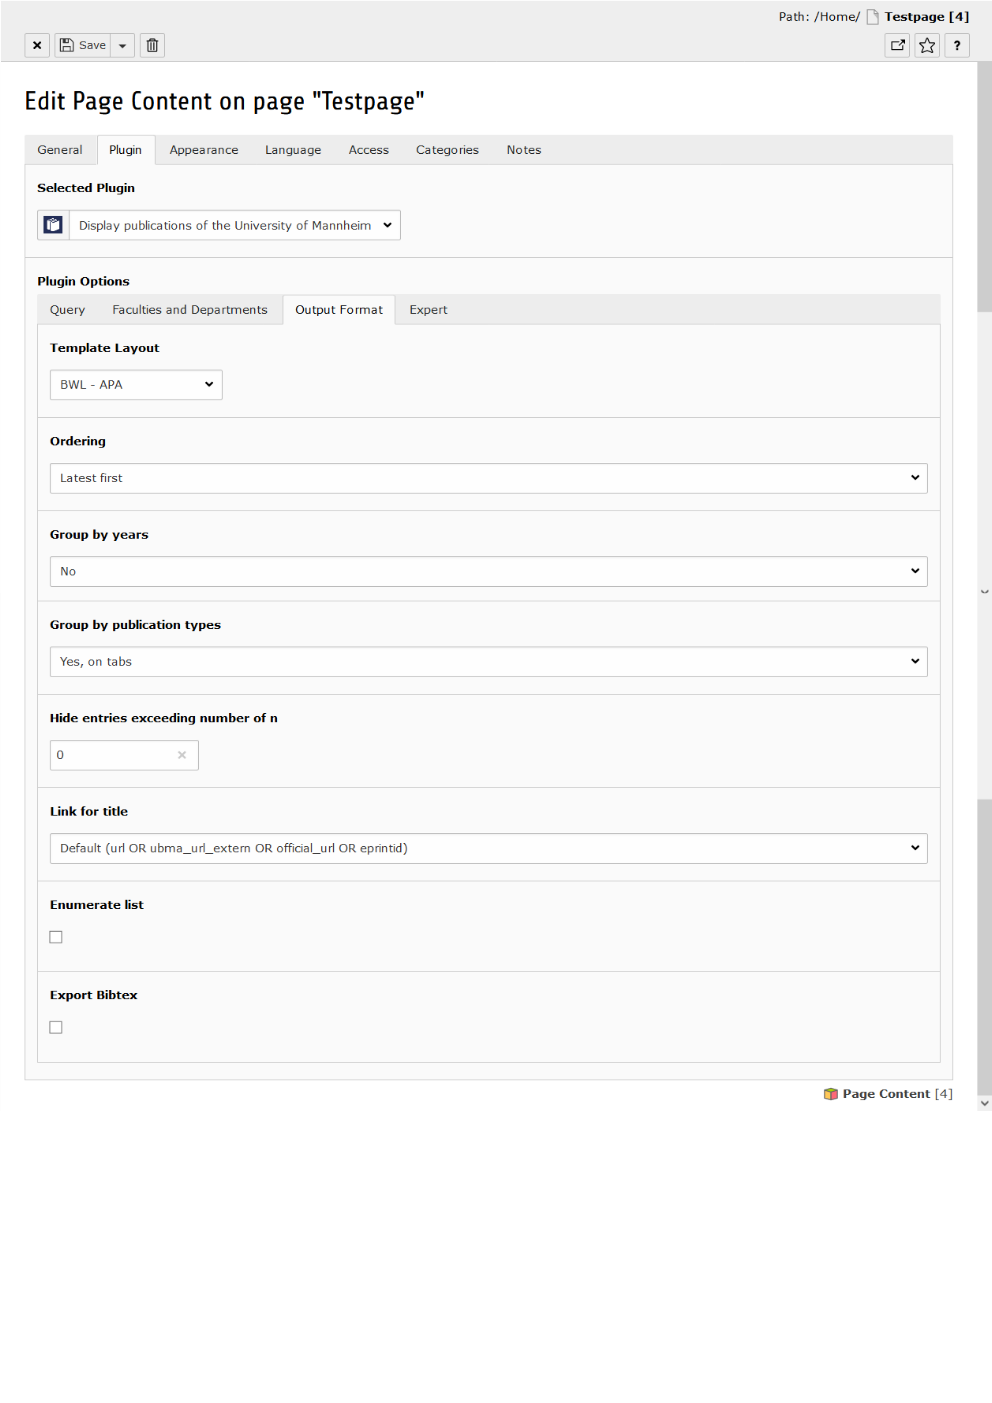 Path: /Home/ Testpage [4]
Save
?
Edit Page Content on page "Testpage"
General Plugin Appearance Language Access Categories Notes
Selected Plugin
Display publications of the University of Mannheim
Plugin Options
Query Faculties and Departments Output Format Expert
Template Layout
BWL - APA
Ordering
Latest first
Group by years
No
Group by publication types
Yes, on tabs
Hide entries exceeding number of n
0
Link for title
Default (url OR ubma_url_extern OR official_url OR eprintid)
Enumerate list
Export Bibtex
Page Content [4]